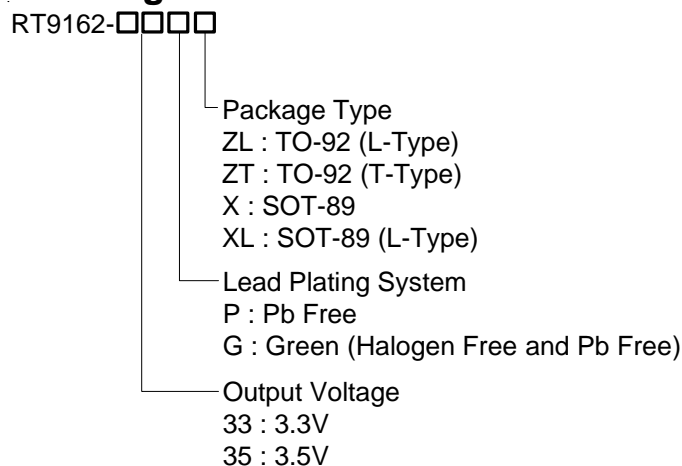 RT9162-□□□□
Package Type
ZL : TO-92 (L-Type)
ZT : TO-92 (T-Type)
X : SOT-89
XL : SOT-89 (L-Type)
Lead Plating System
P : Pb Free
G : Green (Halogen Free and Pb Free)
Output Voltage
33 : 3.3V
35 : 3.5V